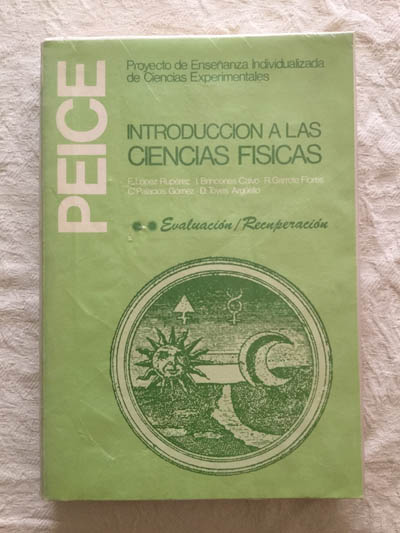 PEICE
Proyecto de Enseñanza Individualizada
de Ciencias Experimentales
INTRODUCCION A LAS
CIENCIAS FISICAS
F. López Rupérez · I. Brincones Calvo · R. Garrote Flores
C. Palacios Gómez · D. Toves Argüello
Evaluación / Recuperación